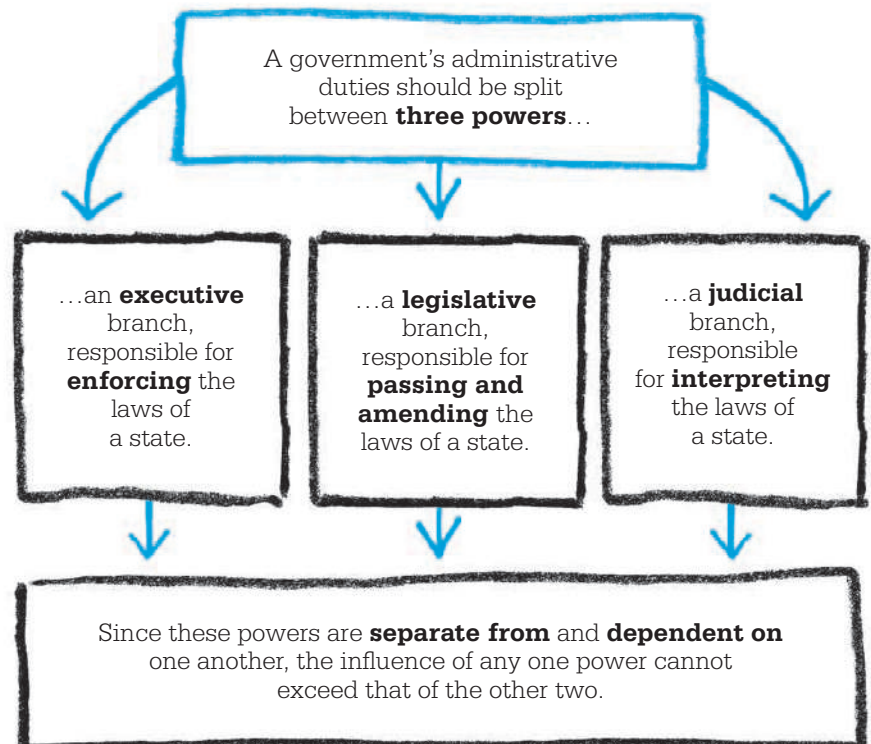 A government’s administrative
duties should be split
between three powers…
…an executive
branch,
responsible for
enforcing the
laws of
a state.
…a legislative
branch,
responsible for
passing and
amending the
laws of a state.
…a judicial
branch,
responsible
for interpreting
the laws of
a state.
Since these powers are separate from and dependent on
one another, the influence of any one power cannot
exceed that of the other two.